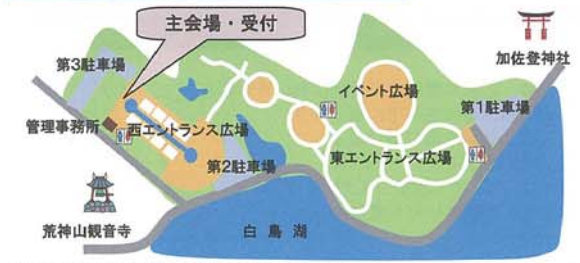 主会場・受付
加佐登神社
第3駐車場
イベント広場
第1駐車場
管理事務所
西エントランス広場
東エントランス広場
第2駐車場
荒神山観音寺
白鳥湖